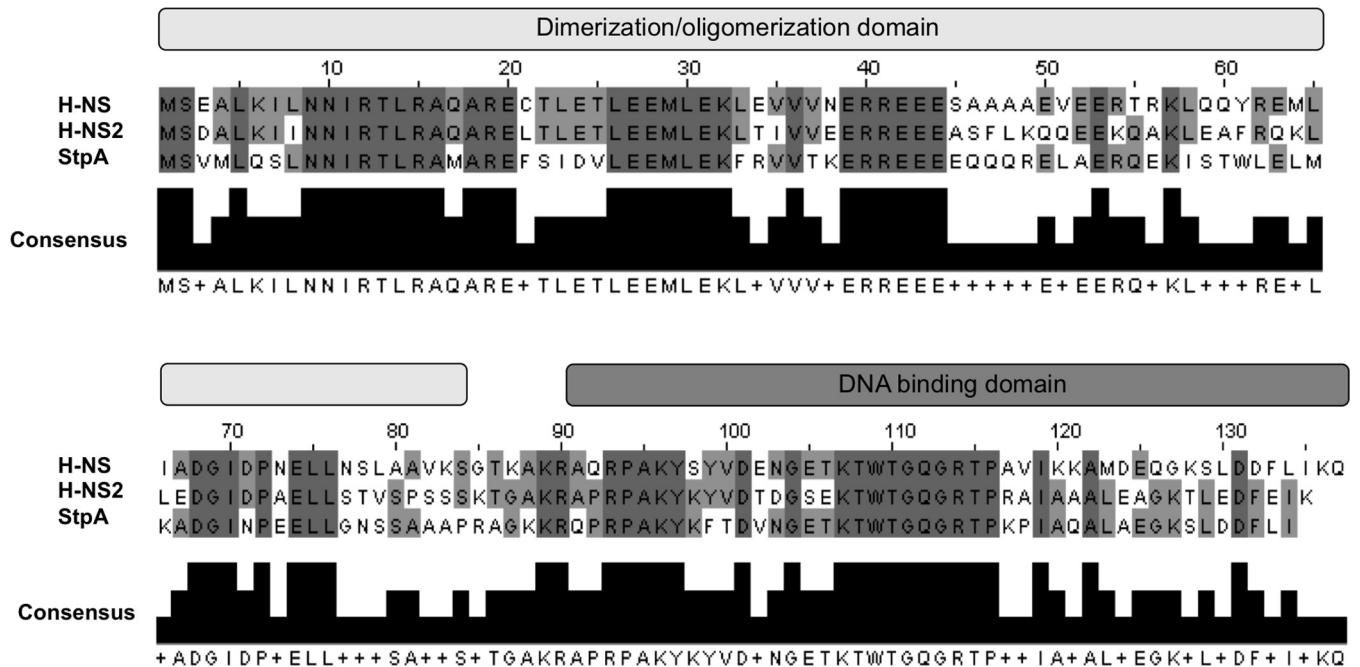 Dimerization/oligomerization domain
10 20 30 40 50 60
H-NS MSEALKILNNIRTLRAQARECTLETLEEMLEKLEVVVNERREEESAAAAEVEERTRKLQQYREML
H-NS2 MSDALKIINNIRTLRAQARELTLETLEEMLEKLTIVVEERREEEASFLKQQEEKQAKLEAFRQKL
StpA MSVMLQSLNNIRTLRAMAREFSIDVLEEMLEKFRVVTKERREEEEQQQRELAERQEKISTWLELM
Consensus
MS+ALKILNNIRTLRAQARE+TLETLEEMLEKL+VVV+ERREEE+++++E+EERQ+KL+++RE+L
DNA binding domain
70 80 90 100 110 120 130
H-NS IADGIDPNELLNSLAAVKSGTKAKRAQRPAKYSYVDENGETKTWTGQGRTPAVIKKAMDEQGKSLDDFLIKQ
H-NS2 LEDGIDPAELLSTVSPSSSKTGAKRAPRPAKYKYVDTDGSEKTWTGQGRTPRAIAAALEAGKTLEDFEIK
StpA KADGINPEELLGNSSAAAPRAGKKRQPRPAKYKFTDVNGETKTWTGQGRTPKPIAQALAEGKSLDDFLI
Consensus
+ADGIDP+ELL+++SA++S+TGAKRAPRPAKYKYVD+NGETKTWTGQGRTP++IA+AL+EGK+L+DF+I+KQ